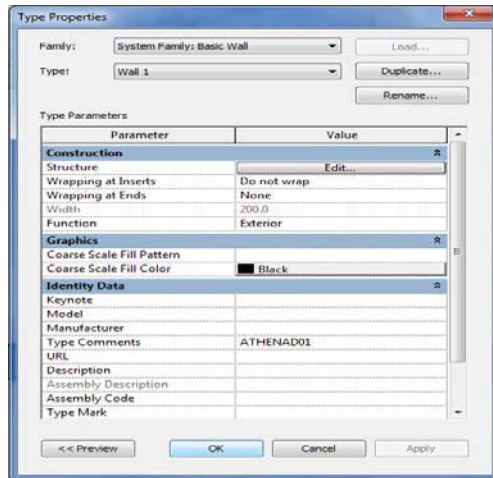 Type Properties
Family: System Family: Basic Wall Load...
Type: Wall 1 Duplicate...
Rename...
Type Parameters
Parameter Value
Construction
Structure Edit...
Wrapping at Inserts Do not wrap
Wrapping at Ends None
Width 200.0
Function Exterior
Graphics
Coarse Scale Fill Pattern
Coarse Scale Fill Color Black
Identity Data
Keynote
Model
Manufacturer
Type Comments ATHENAD01
URL
Description
Assembly Description
Assembly Code
Type Mark
<< Preview OK Cancel Apply